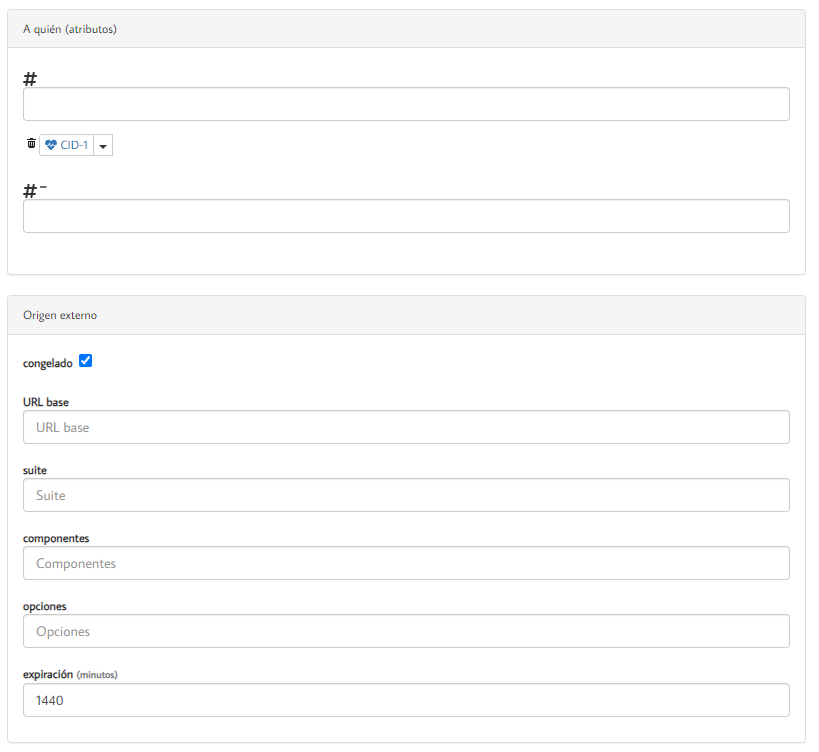 A quién (atributos)
#
CID-1
#-
Origen externo
congelado
URL base
URL base
suite
Suite
componentes
Componentes
opciones
Opciones
expiración (minutos)
1440